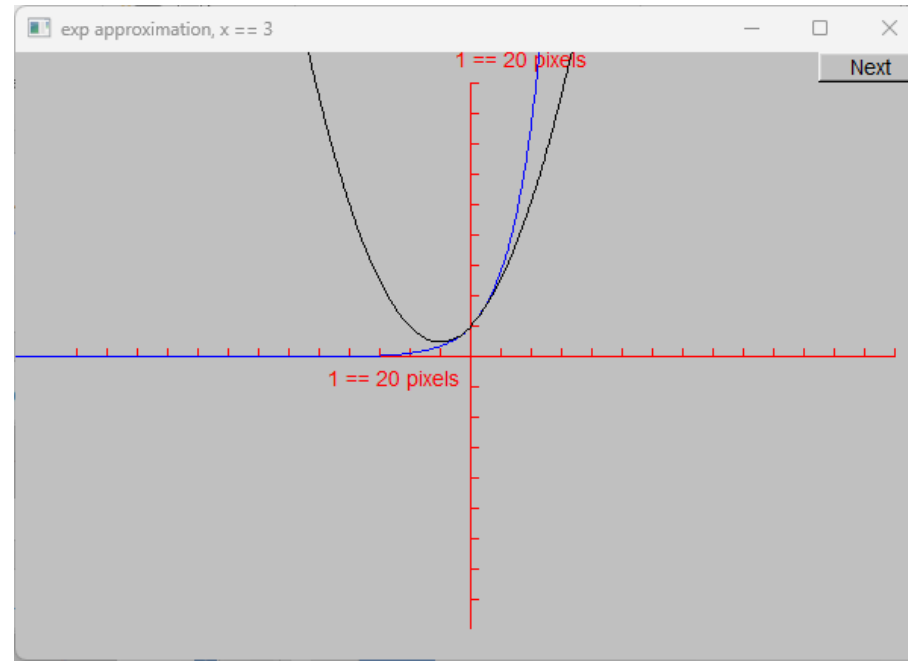 exp approximation, x == 3
1 == 20 pixels
Next
1 == 20 pixels